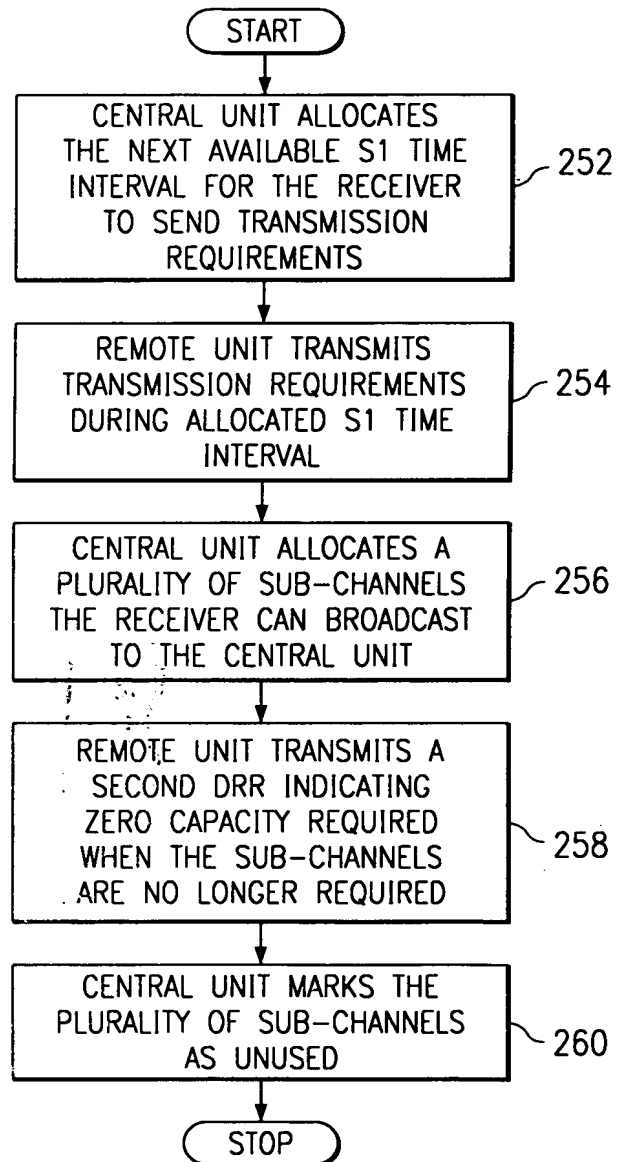 START
CENTRAL UNIT ALLOCATES
THE NEXT AVAILABLE S1 TIME
INTERVAL FOR THE RECEIVER
TO SEND TRANSMISSION
REQUIREMENTS
252
REMOTE UNIT TRANSMITS
TRANSMISSION REQUIREMENTS
DURING ALLOCATED S1 TIME
INTERVAL
254
CENTRAL UNIT ALLOCATES A
PLURALITY OF SUB-CHANNELS
THE RECEIVER CAN BROADCAST
TO THE CENTRAL UNIT
256
REMOTE UNIT TRANSMITS A
SECOND DRR INDICATING
ZERO CAPACITY REQUIRED
WHEN THE SUB-CHANNELS
ARE NO LONGER REQUIRED
258
CENTRAL UNIT MARKS THE
PLURALITY OF SUB-CHANNELS
AS UNUSED
260
STOP